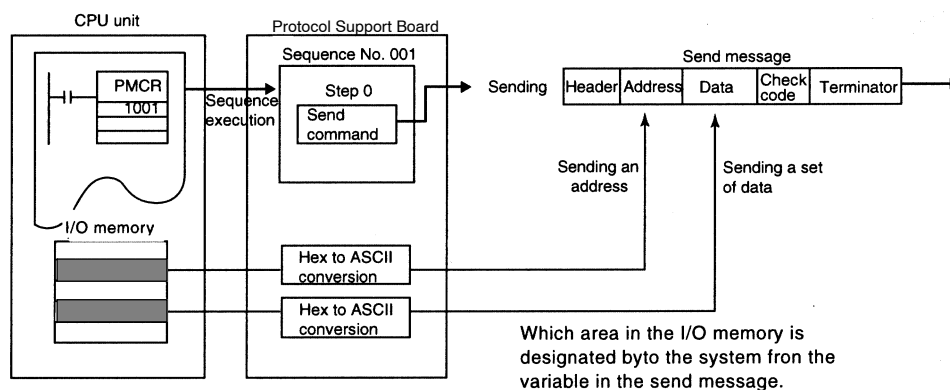 CPU unit
Protocol Support Board
PMCR
1001
Sequence
execution
Sequence No. 001
Step 0
Send
command
Sending
Send message
Header
Address
Data
Check
code
Terminator
Sending an
address
Sending a set
of data
I/O memory
Hex to ASCII
conversion
Hex to ASCII
conversion
Which area in the I/O memory is
designated byto the system fron the
variable in the send message.